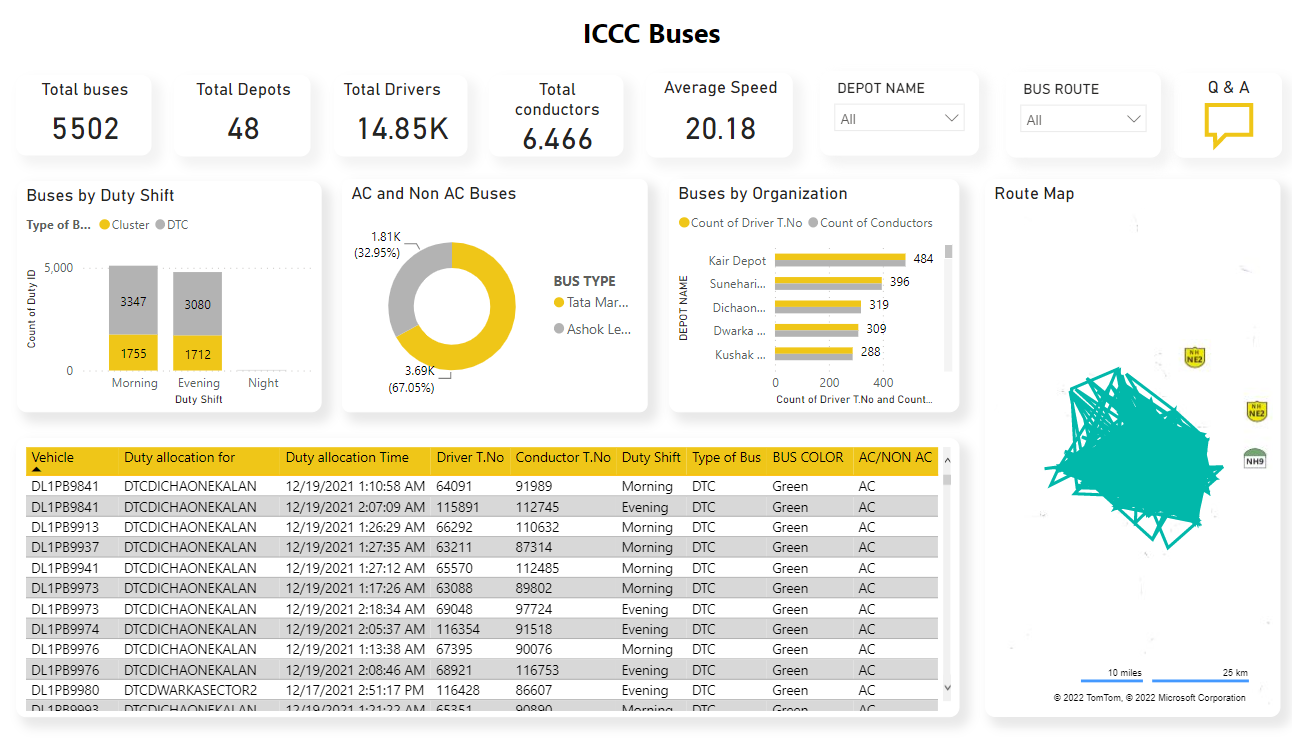 ICCC Buses
Total buses
5502
Total Depots
48
Total Drivers
14.85K
Total
conductors
6,466
Average Speed
20.18
DEPOT NAME
All
BUS ROUTE
All
Q & A
Buses by Duty Shift
Type of B... Cluster DTC
Count of Duty ID
5,000
0
3347
3080
1755
1712
Morning Evening Night
Duty Shift
AC and Non AC Buses
1.81K
(32.95%)
3.69K
(67.05%)
BUS TYPE
Tata Mar...
Ashok Le...
Buses by Organization
Count of Driver T.No Count of Conductors
DEPOT NAME
Kair Depot 484
Sunehari... 396
Dichaon... 319
Dwarka ... 309
Kushak ... 288
0 200 400
Count of Driver T.No and Count...
Route Map
NH
NE2
NH
NE2
NH9
10 miles 25 km
© 2022 TomTom, © 2022 Microsoft Corporation
Vehicle Duty allocation for Duty allocation Time Driver T.No Conductor T.No Duty Shift Type of Bus BUS COLOR AC/NON AC
DL1PB9841 DTCDICHAONEKALAN 12/19/2021 1:10:58 AM 64091 91989 Morning DTC Green AC
DL1PB9841 DTCDICHAONEKALAN 12/19/2021 2:07:09 AM 115891 112745 Evening DTC Green AC
DL1PB9913 DTCDICHAONEKALAN 12/19/2021 1:26:29 AM 66292 110632 Morning DTC Green AC
DL1PB9937 DTCDICHAONEKALAN 12/19/2021 1:27:35 AM 63211 87314 Morning DTC Green AC
DL1PB9941 DTCDICHAONEKALAN 12/19/2021 1:27:12 AM 65570 112485 Morning DTC Green AC
DL1PB9973 DTCDICHAONEKALAN 12/19/2021 1:17:26 AM 63088 89802 Morning DTC Green AC
DL1PB9973 DTCDICHAONEKALAN 12/19/2021 2:18:34 AM 69048 97724 Evening DTC Green AC
DL1PB9974 DTCDICHAONEKALAN 12/19/2021 2:05:37 AM 116354 91518 Evening DTC Green AC
DL1PB9976 DTCDICHAONEKALAN 12/19/2021 1:13:38 AM 67395 90076 Morning DTC Green AC
DL1PB9976 DTCDICHAONEKALAN 12/19/2021 2:08:46 AM 68921 116753 Evening DTC Green AC
DL1PB9980 DTCDWARKASECTOR2 12/17/2021 2:51:17 PM 116428 86607 Evening DTC Green AC
DL1PB9993 DTCDICHAONEKALAN 12/19/2021 1:21:22 AM 65351 90890 Morning DTC Green AC